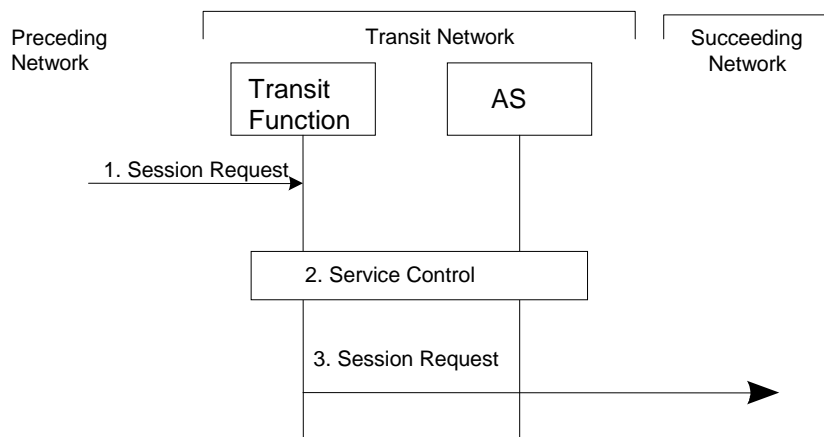 Preceding
Network
Transit Network
Succeeding
Network
Transit
Function
AS
1. Session Request
2. Service Control
3. Session Request